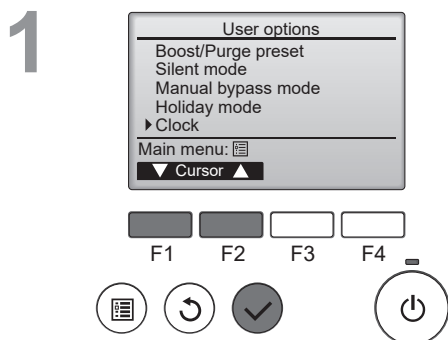 1
User options
Boost/Purge preset
Silent mode
Manual bypass mode
Holiday mode
Clock
Main menu:
Cursor
F1 F2 F3 F4